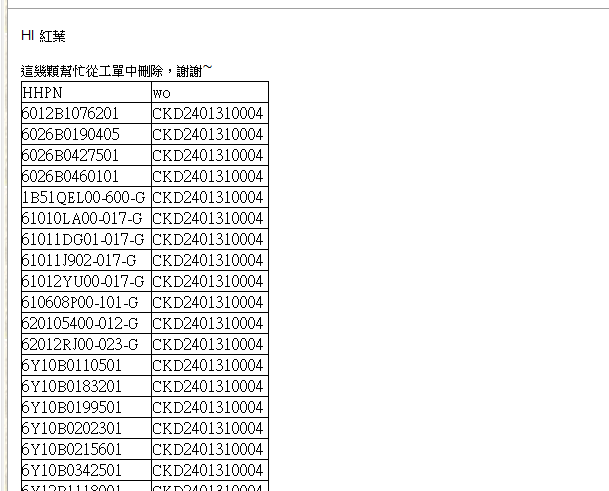 HI 紅葉
這幾顆幫忙從工單中刪除，謝謝~
HHPN wo
6012B1076201 CKD2401310004
6026B0190405 CKD2401310004
6026B0427501 CKD2401310004
6026B0460101 CKD2401310004
1B51QEL00-600-G CKD2401310004
61010LA00-017-G CKD2401310004
61011DG01-017-G CKD2401310004
61011J902-017-G CKD2401310004
61012YU00-017-G CKD2401310004
610608P00-101-G CKD2401310004
620105400-012-G CKD2401310004
62012RJ00-023-G CKD2401310004
6Y10B0110501 CKD2401310004
6Y10B0183201 CKD2401310004
6Y10B0199501 CKD2401310004
6Y10B0202301 CKD2401310004
6Y10B0215601 CKD2401310004
6Y10B0342501 CKD2401310004
6Y12B1118001 CKD2401310004